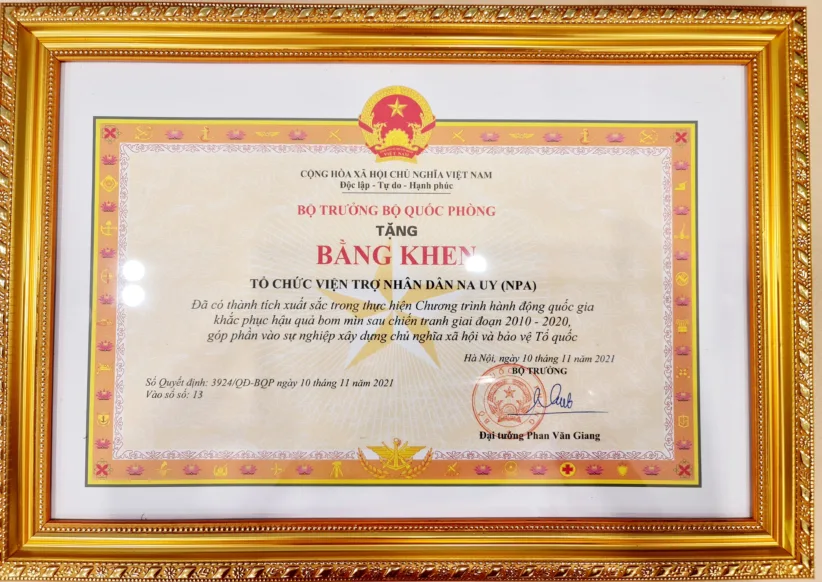 VIỆT NAM
CỘNG HÒA XÃ HỘI CHỦ NGHĨA VIỆT NAM
Độc lập - Tự do - Hạnh phúc
BỘ TRƯỞNG BỘ QUỐC PHÒNG
TẶNG
BẰNG KHEN
TỔ CHỨC VIỆN TRỢ NHÂN DÂN NA UY (NPA)
Đã có thành tích xuất sắc trong thực hiện Chương trình hành động quốc gia
khắc phục hậu quả bom mìn sau chiến tranh giai đoạn 2010 - 2020,
góp phần vào sự nghiệp xây dựng chủ nghĩa xã hội và bảo vệ Tổ quốc
Hà Nội, ngày 10 tháng 11 năm 2021
BỘ TRƯỞNG
Số Quyết định: 3924/QĐ-BQP ngày 10 tháng 11 năm 2021
Vào sổ số: 13
Đại tướng Phan Văn Giang